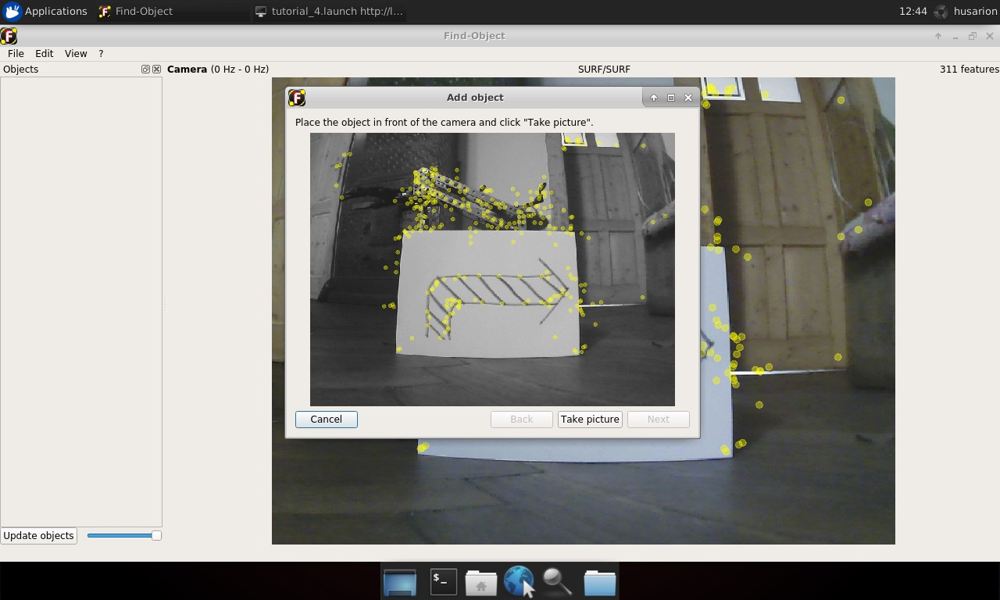 Applications
Find-Object
tutorial_4.launch http://l...
12:44
husarion
Find-Object
File
Edit
View
?
Objects
Camera (0 Hz - 0 Hz)
SURF/SURF
311 features
Add object
Place the object in front of the camera and click "Take picture".
Cancel
Back
Take picture
Next
Update objects
$_